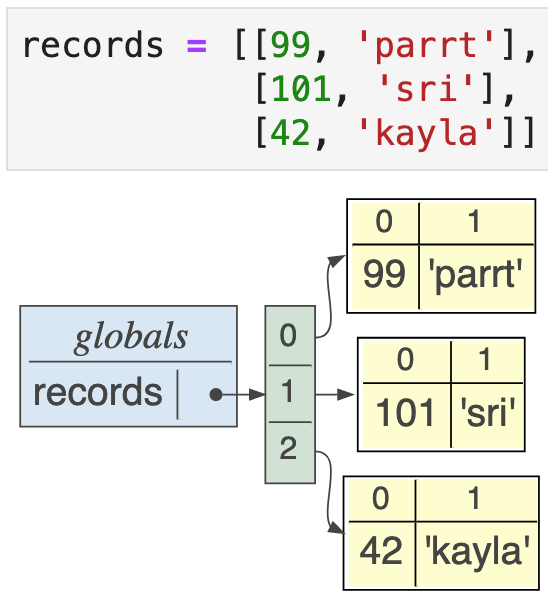 records = [[99, 'parrt'],
[101, 'sri'],
[42, 'kayla']]
globals
records
0
1
2
0 1
99 'parrt'
0 1
101 'sri'
0 1
42 'kayla'